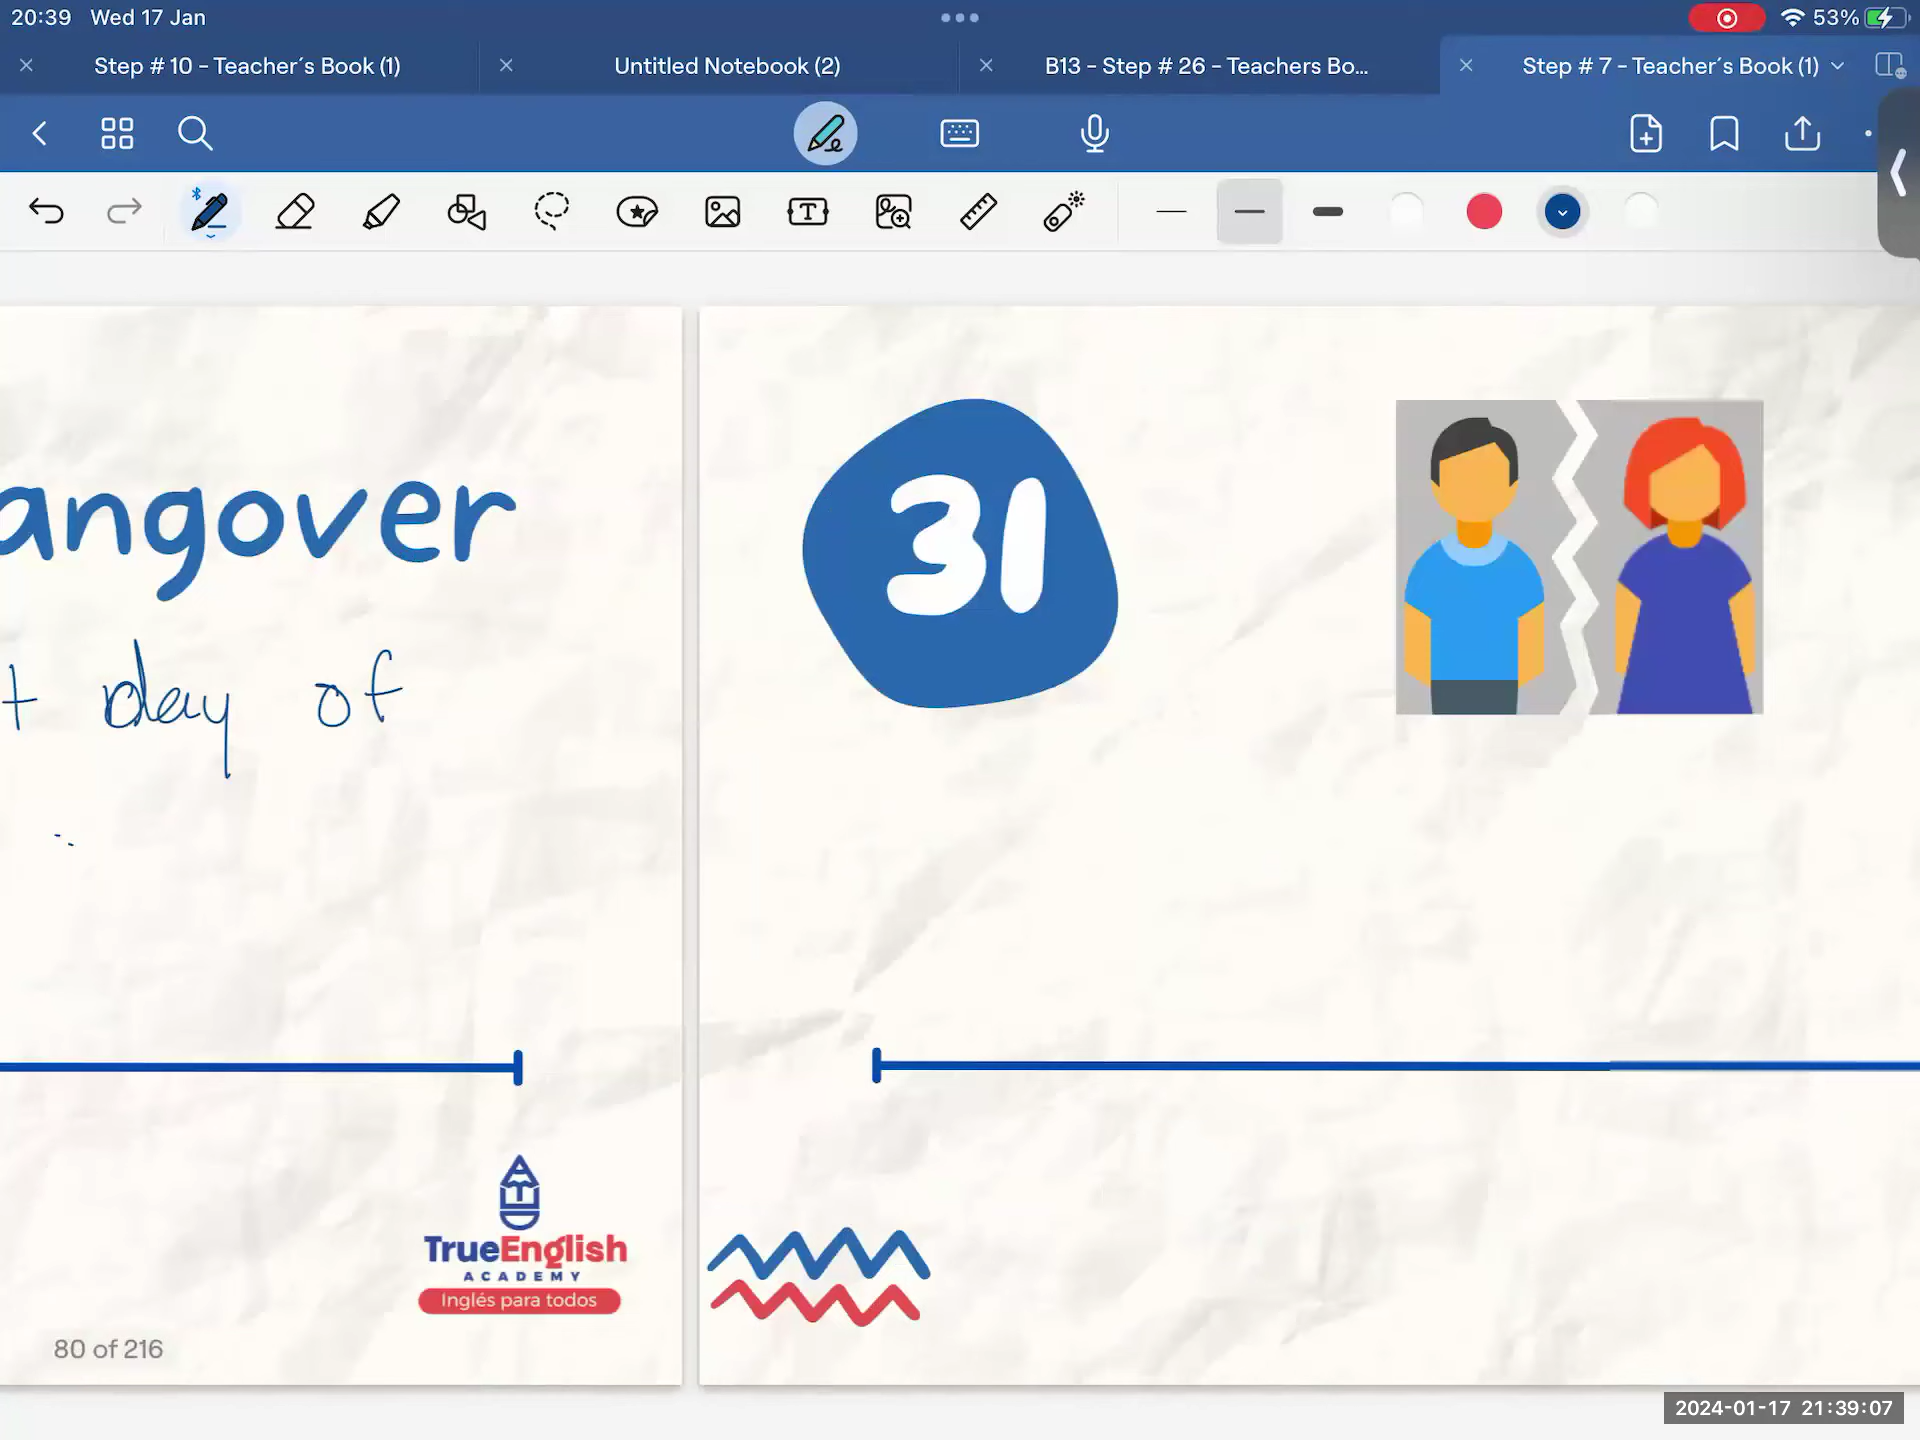 20:39 Wed 17 Jan
53%
Step # 10 - Teacher´s Book (1)
Untitled Notebook (2)
B13 - Step # 26 - Teachers Bo...
Step # 7 - Teacher´s Book (1)
angover
31
t day of
TrueEnglish
ACADEMY
Inglés para todos
80 of 216
2024-01-17 21:39:07